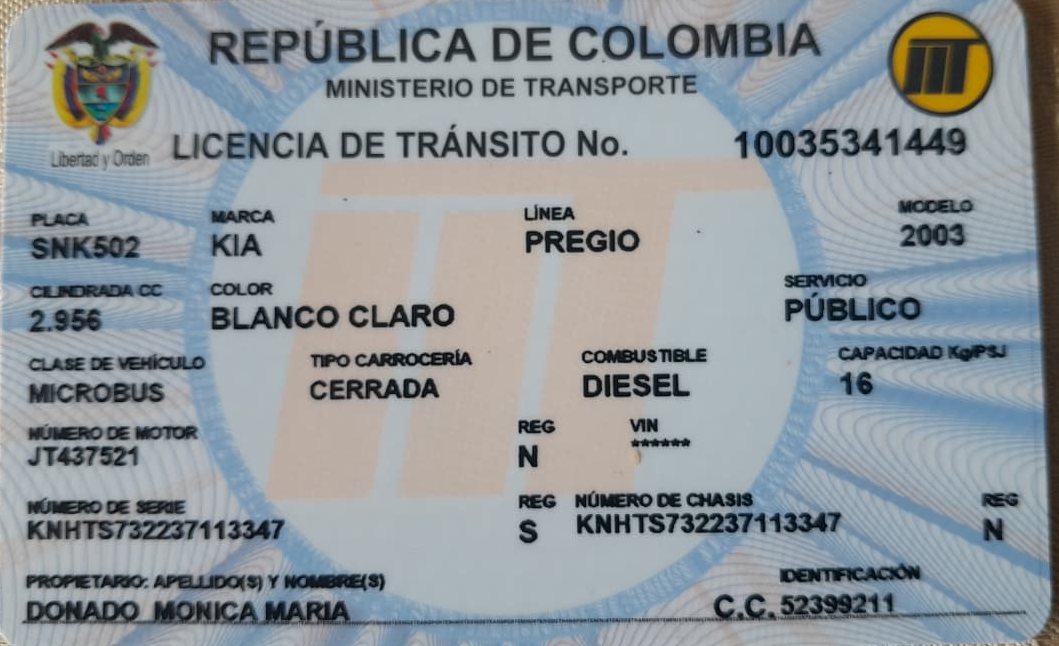 REPÚBLICA DE COLOMBIA
MINISTERIO DE TRANSPORTE
Libertad y Orden
LICENCIA DE TRÁNSITO No. 10035341449
PLACA MARCA LÍNEA MODELO
SNK502 KIA PREGIO 2003
CILINDRADA CC COLOR SERVICIO
2.956 BLANCO CLARO PÚBLICO
CLASE DE VEHÍCULO TIPO CARROCERÍA COMBUSTIBLE CAPACIDAD Kg/PSJ
MICROBUS CERRADA DIESEL 16
NÚMERO DE MOTOR REG VIN
JT437521 N ******
NÚMERO DE SERIE REG NÚMERO DE CHASIS REG
KNHTS732237113347 S KNHTS732237113347 N
PROPIETARIO: APELLIDO(S) Y NOMBRE(S) IDENTIFICACIÓN
DONADO MONICA MARIA C.C. 52399211